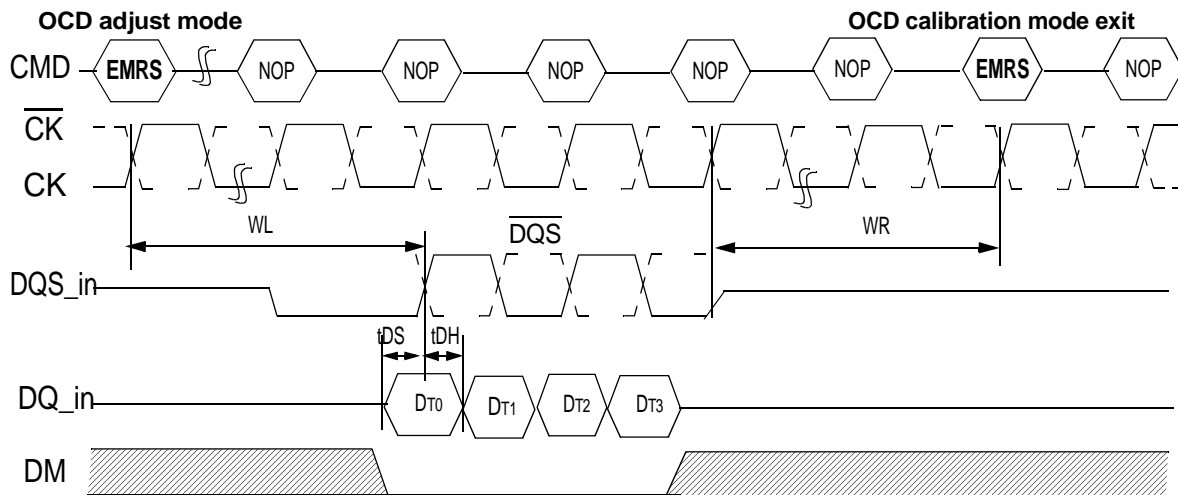 OCD adjust mode OCD calibration mode exit
CMD EMRS NOP NOP NOP NOP NOP EMRS NOP
CK
CK
WL DQS WR
DQS_in
tDS tDH
DQ_in DT0 DT1 DT2 DT3
DM